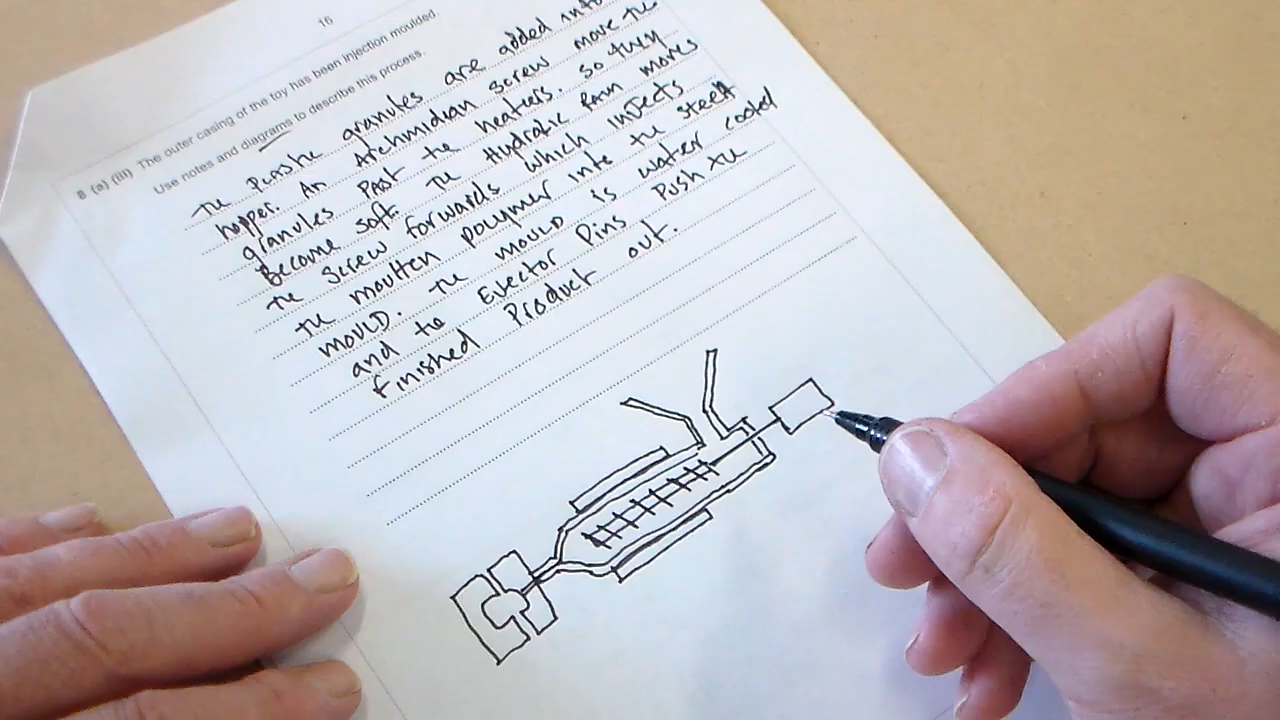 16
8 (a) (iii) The outer casing of the toy has been injection moulded.
Use notes and diagrams to describe this process.
The Plastic granules are added into
hopper. An Archmidian screw move the
granules Past the heaters. so they
Become soft. The Hydralic RAM moves
the screw forwards which injects
the moulten polymer into the steel
mould. The mould is water cooled
and the Ejector Pins Push the
finished Product out.